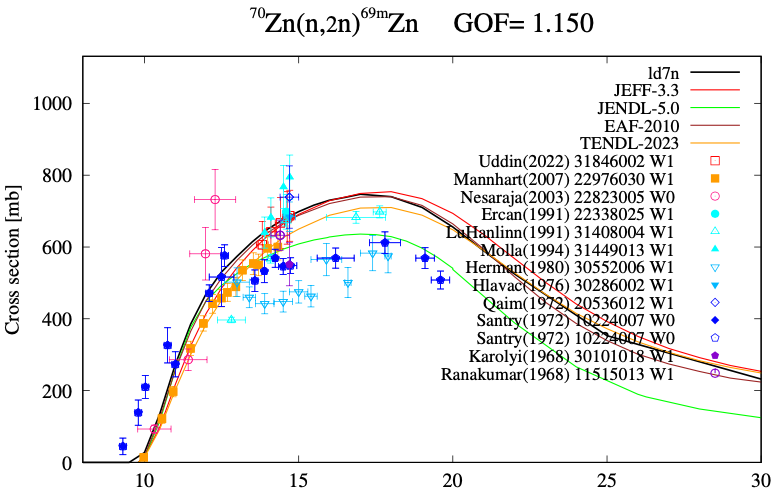 ⁷⁰Zn(n,2n)⁶⁹ᵐZn GOF= 1.150
Cross section [mb]
0
200
400
600
800
1000
10
15
20
25
30
ld7n
JEFF-3.3
JENDL-5.0
EAF-2010
TENDL-2023
Uddin(2022) 31846002 W1
Mannhart(2007) 22976030 W1
Nesaraja(2003) 22823005 W0
Ercan(1991) 22338025 W1
LuHanlinn(1991) 31408004 W1
Molla(1994) 31449013 W1
Herman(1980) 30552006 W1
Hlavac(1976) 30286002 W1
Qaim(1972) 20536012 W1
Santry(1972) 10224007 W0
Santry(1972) 10224007 W0
Karolyi(1968) 30101018 W1
Ranakumar(1968) 11515013 W1